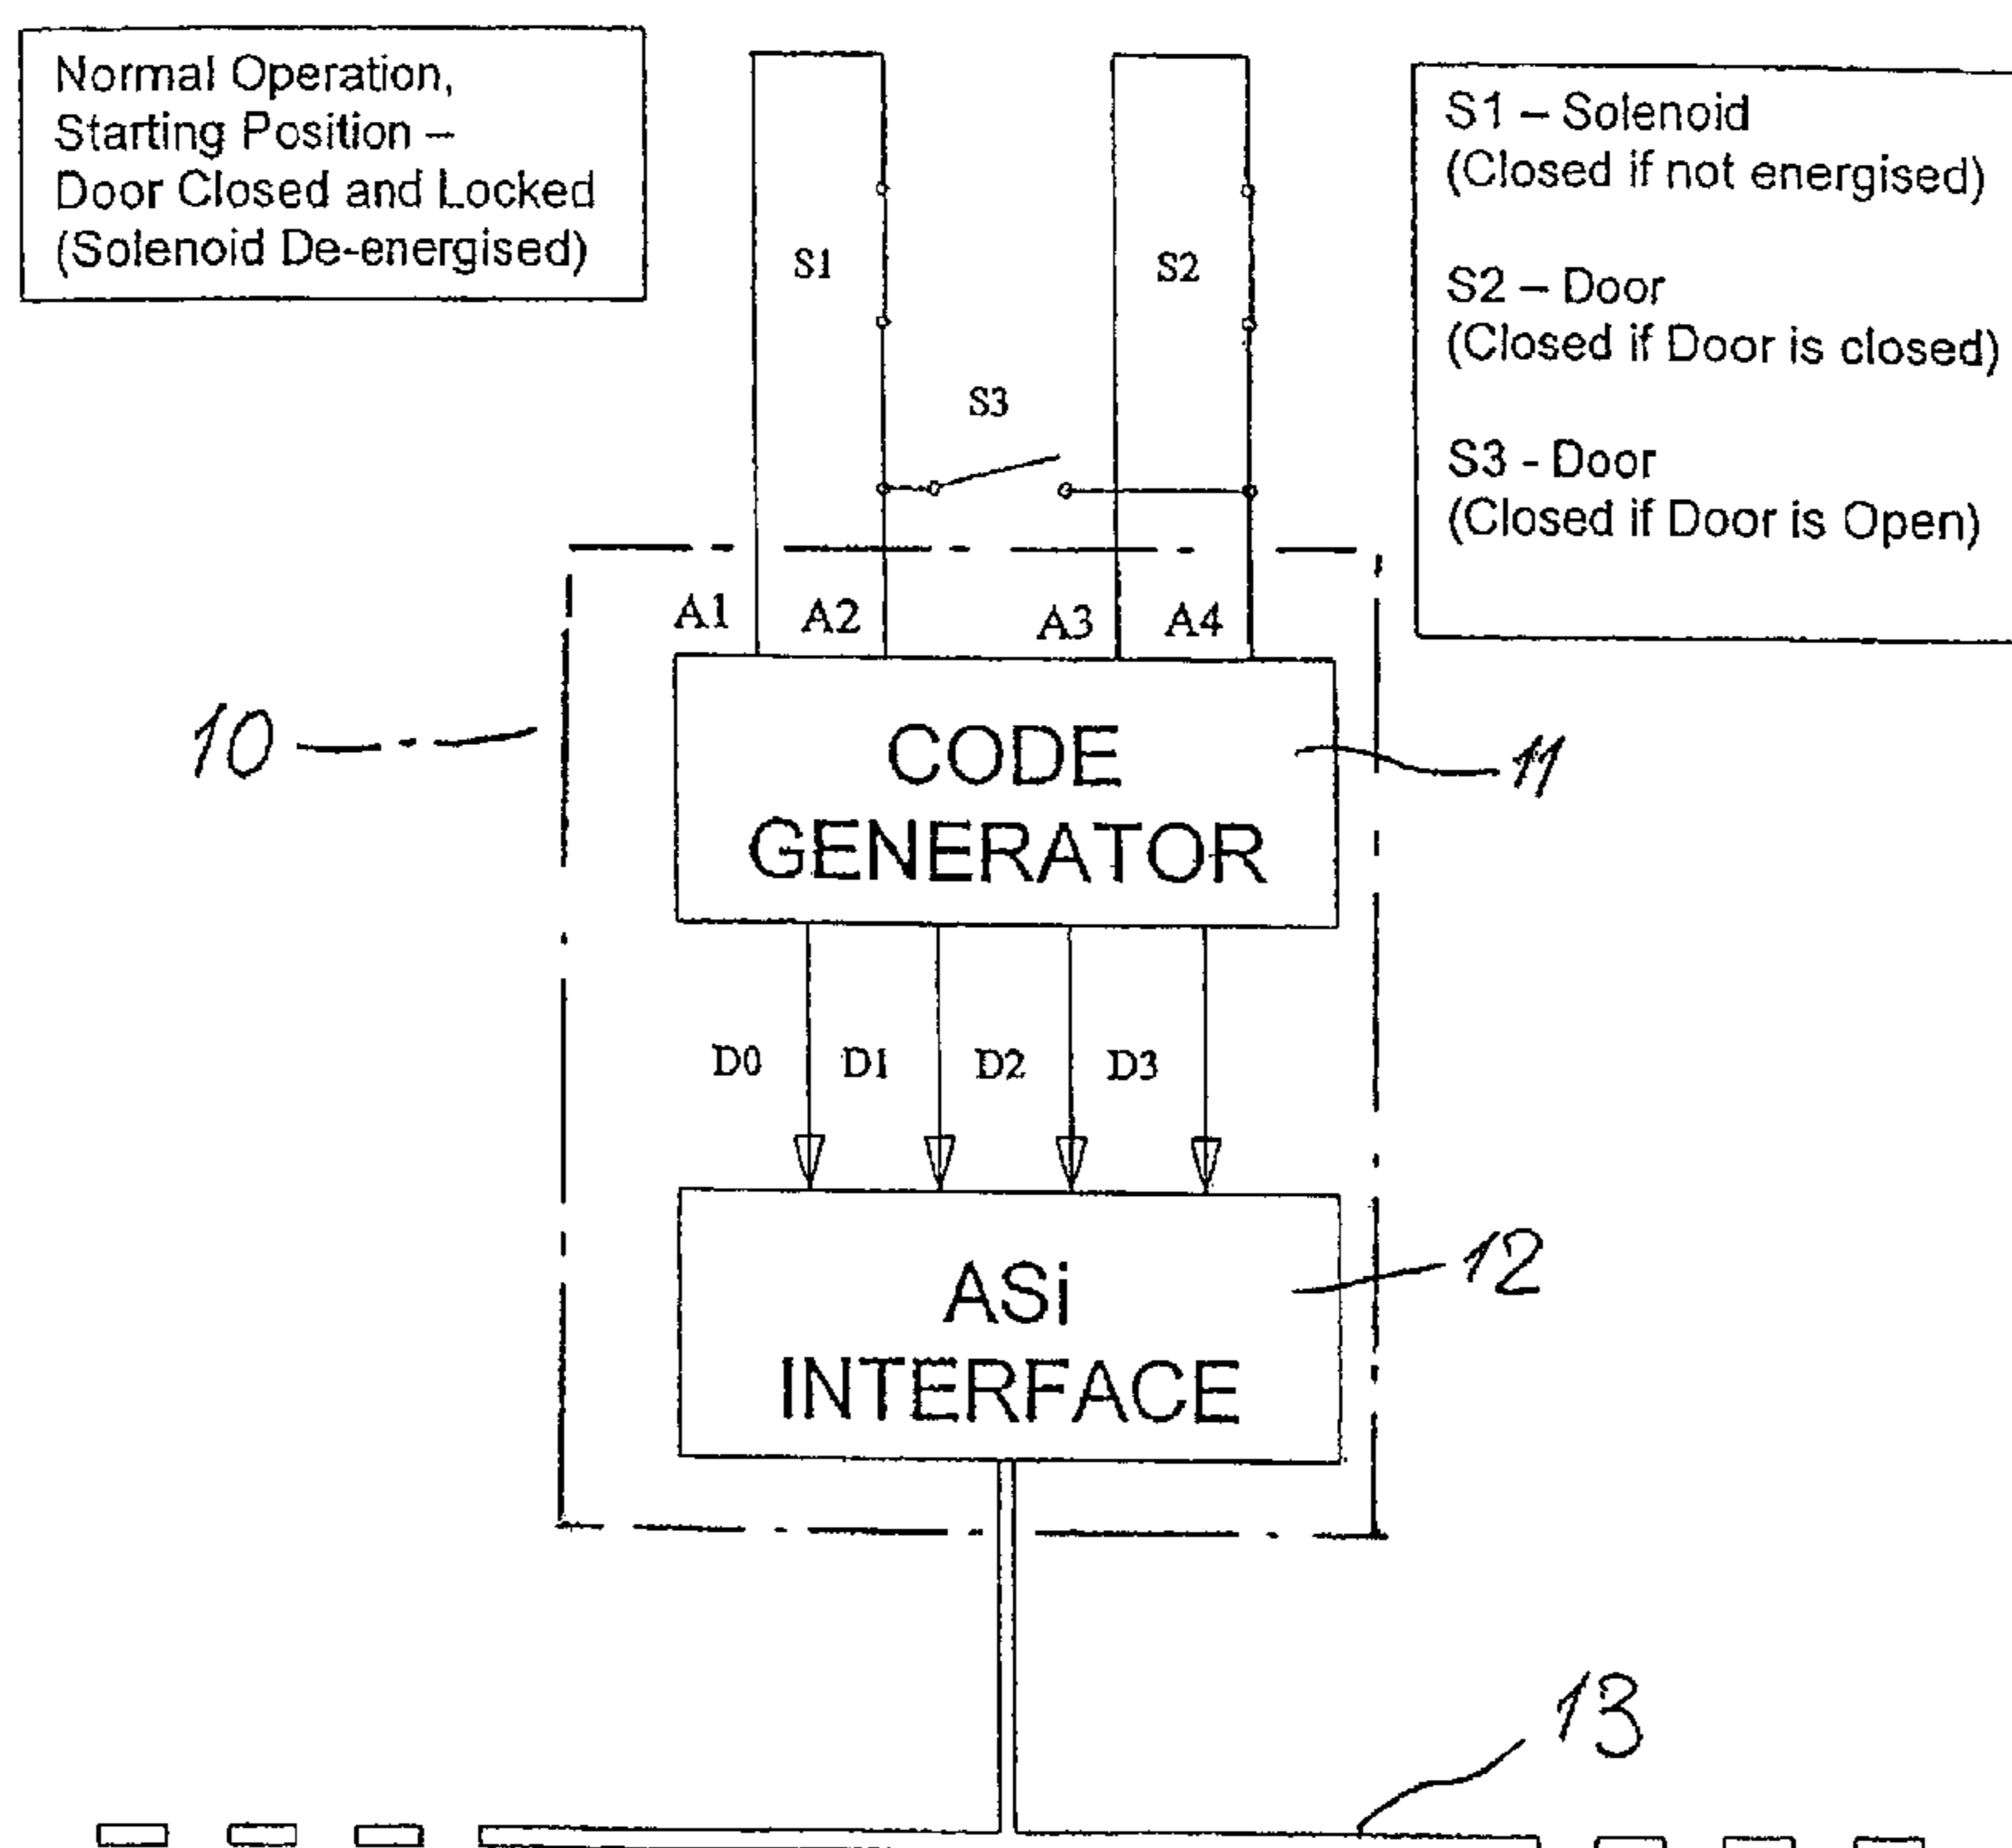 Normal Operation,
Starting Position –
Door Closed and Locked
(Solenoid De-energised)
S1 – Solenoid
(Closed if not energised)
S2 – Door
(Closed if Door is closed)
S3 - Door
(Closed if Door is Open)
S1
S2
S3
A1 A2 A3 A4
10
CODE
GENERATOR
11
D0 D1 D2 D3
ASi
INTERFACE
12
13